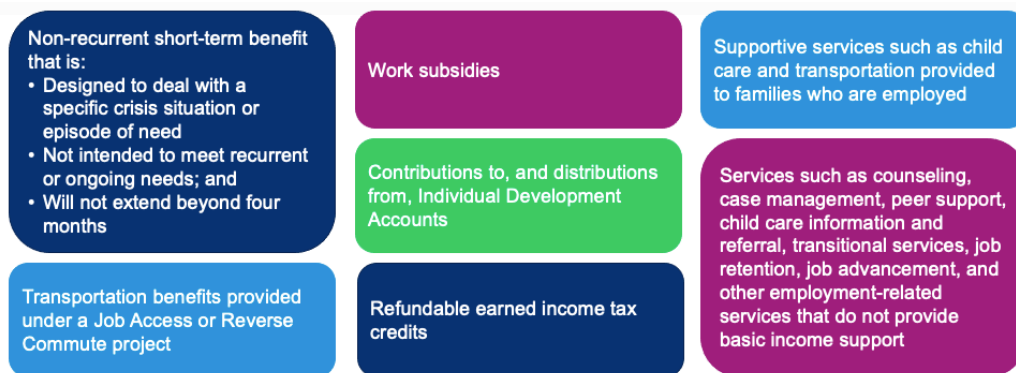 Non-recurrent short-term benefit
that is:
• Designed to deal with a
specific crisis situation or
episode of need
• Not intended to meet recurrent
or ongoing needs; and
• Will not extend beyond four
months
Transportation benefits provided
under a Job Access or Reverse
Commute project
Work subsidies
Contributions to, and distributions
from, Individual Development
Accounts
Refundable earned income tax
credits
Supportive services such as child
care and transportation provided
to families who are employed
Services such as counseling,
case management, peer support,
child care information and
referral, transitional services, job
retention, job advancement, and
other employment-related
services that do not provide
basic income support